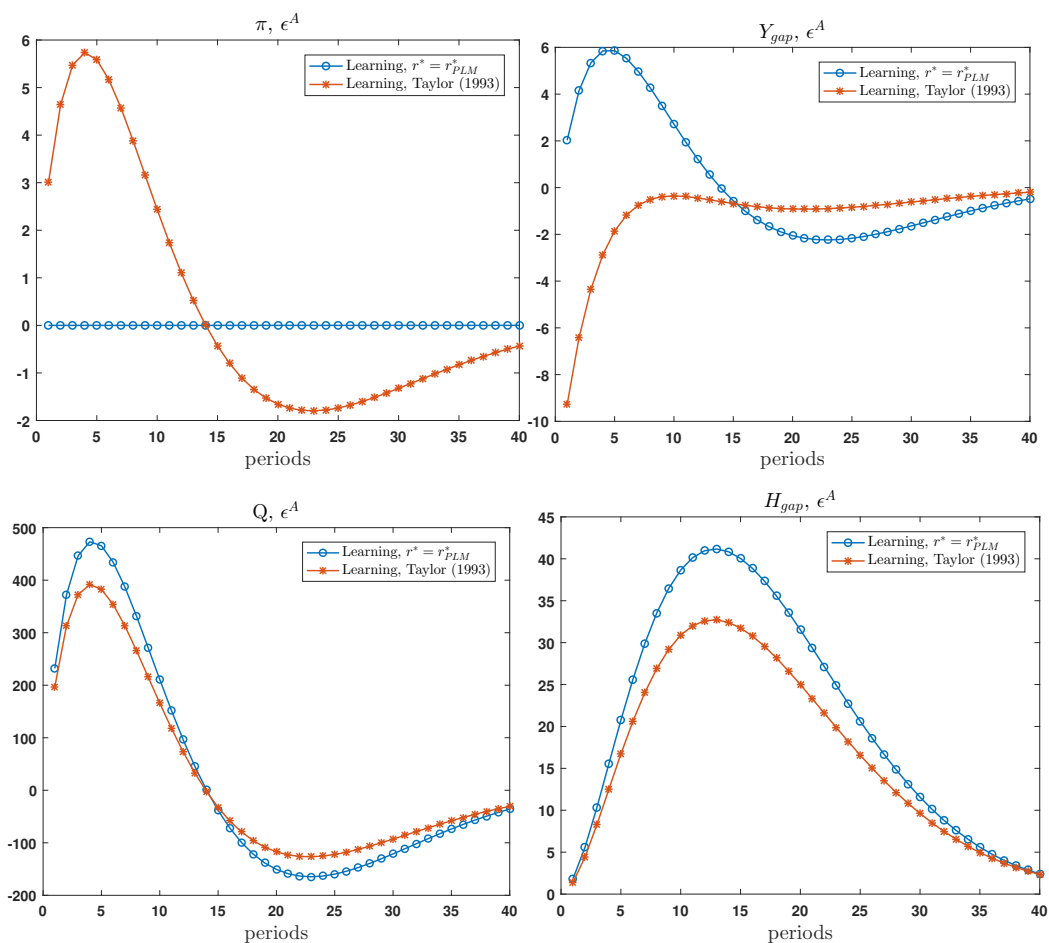 π, ϵ^A
Learning, r* = r*_PLM
Learning, Taylor (1993)
6
5
4
3
2
1
0
-1
-2
0 5 10 15 20 25 30 35 40
periods
Y_gap, ϵ^A
Learning, r* = r*_PLM
Learning, Taylor (1993)
6
4
2
0
-2
-4
-6
-8
-10
0 5 10 15 20 25 30 35 40
periods
Q, ϵ^A
Learning, r* = r*_PLM
Learning, Taylor (1993)
500
400
300
200
100
0
-100
-200
0 5 10 15 20 25 30 35 40
periods
H_gap, ϵ^A
Learning, r* = r*_PLM
Learning, Taylor (1993)
45
40
35
30
25
20
15
10
5
0
0 5 10 15 20 25 30 35 40
periods